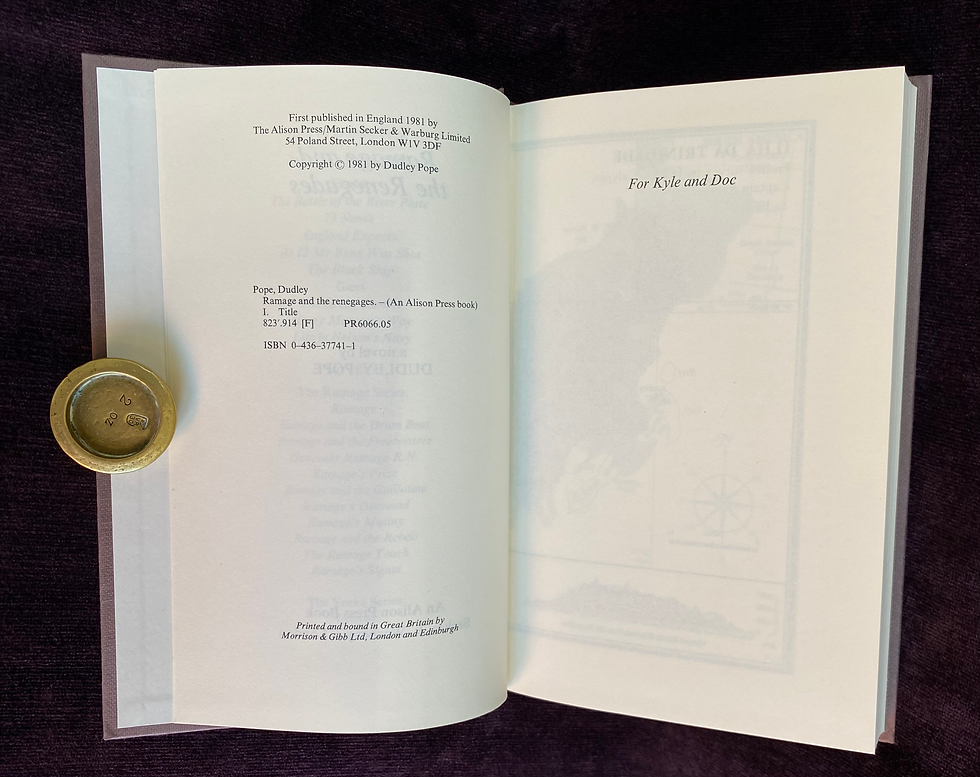 First published in England 1981 by
The Alison Press/Martin Secker & Warburg Limited
54 Poland Street, London W1V 3DF
Copyright © 1981 by Dudley Pope
Pope, Dudley
Ramage and the renegages. – (An Alison Press book)
I. Title
823'.914 [F] PR6066.05
ISBN 0–436–37741–1
Printed and bound in Great Britain by
Morrison & Gibb Ltd, London and Edinburgh
For Kyle and Doc
20 2